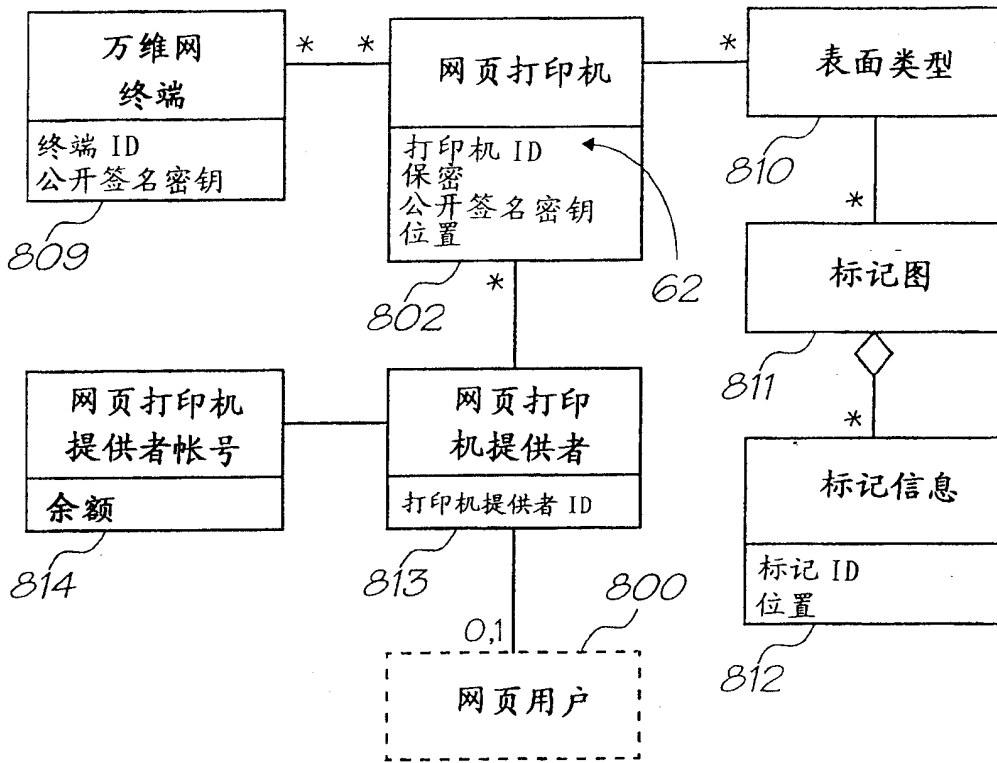 万维网
终端
终端 ID
公开签名密钥
809
*
*
网页打印机
打印机 ID
保密
公开签名密钥
位置
802
62
*
*
表面类型
810
*
标记图
811
*
标记信息
标记 ID
位置
812
网页打印机
提供者帐号
余额
814
网页打印
机提供者
打印机提供者 ID
813
800
0,1
网页用户